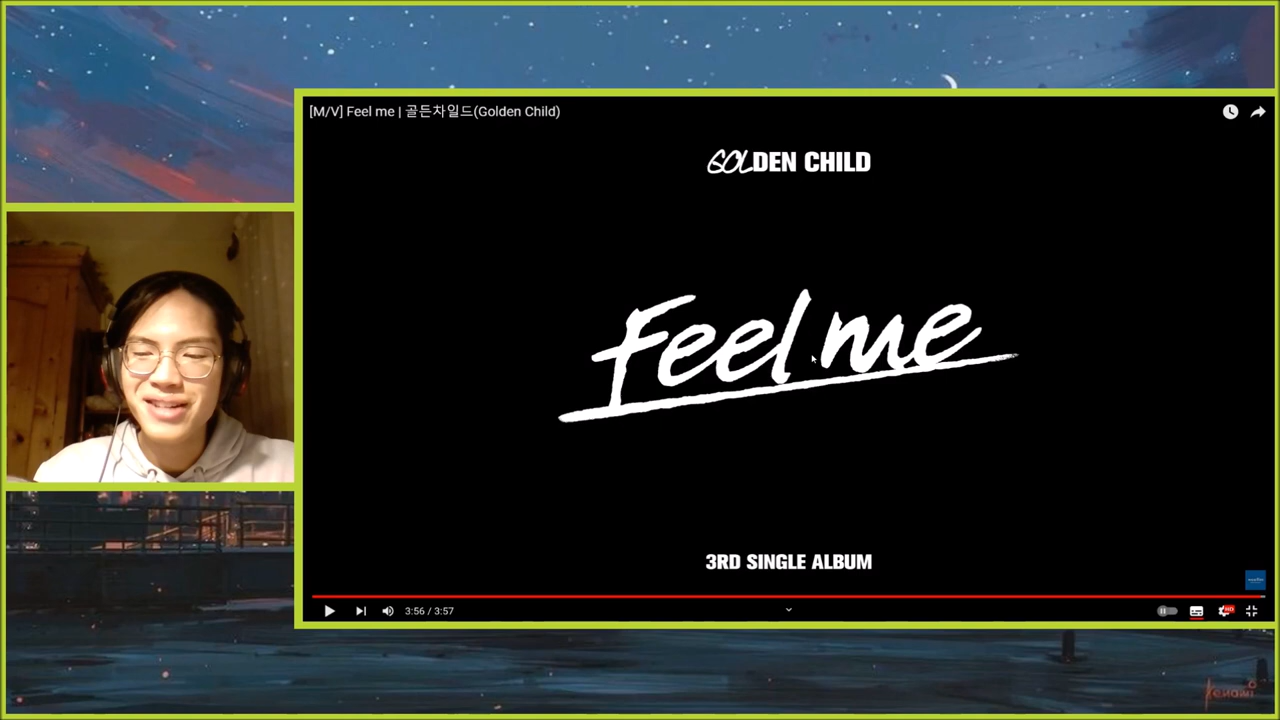 [M/V] Feel me | 골든차일드(Golden Child)
GOLDEN CHILD
Feel me
3RD SINGLE ALBUM
3:56 / 3:57
HD